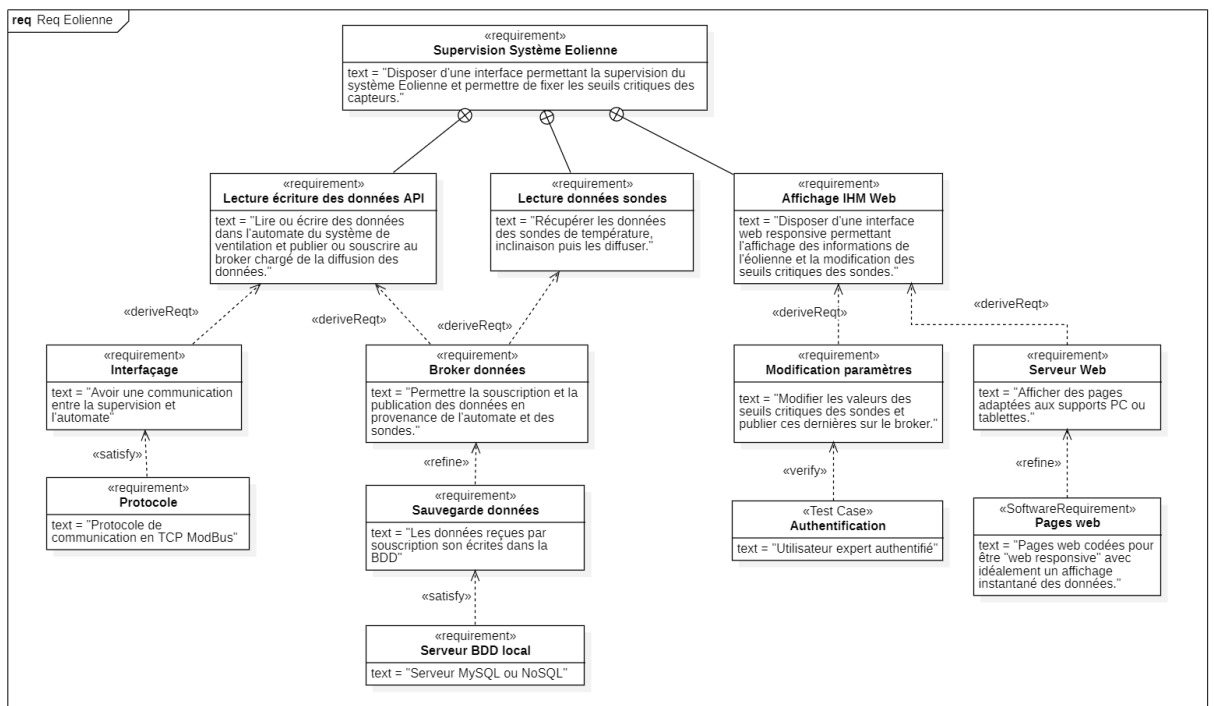 req Req Eolienne
«requirement»
Supervision Système Eolienne
text = "Disposer d'une interface permettant la supervision du
système Eolienne et permettre de fixer les seuils critiques des
capteurs."
«requirement»
Lecture écriture des données API
text = "Lire ou écrire des données
dans l'automate du système de
ventilation et publier ou souscrire au
broker chargé de la diffusion des
données."
«requirement»
Lecture données sondes
text = "Récupérer les données
des sondes de température,
inclinaison puis les diffuser."
«requirement»
Affichage IHM Web
text = "Disposer d'une interface
web responsive permettant
l'affichage des informations de
l'éolienne et la modification des
seuils critiques des sondes."
«deriveReqt»
«deriveReqt»
«deriveReqt»
«deriveReqt»
«deriveReqt»
«requirement»
Interfaçage
text = "Avoir une communication
entre la supervision et
l'automate"
«requirement»
Broker données
text = "Permettre la souscription et la
publication des données en
provenance de l'automate et des
sondes."
«requirement»
Modification paramètres
text = "Modifier les valeurs des
seuils critiques des sondes et
publier ces dernières sur le broker."
«requirement»
Serveur Web
text = "Afficher des pages
adaptées aux supports PC ou
tablettes."
«satisfy»
«refine»
«verify»
«refine»
«requirement»
Protocole
text = "Protocole de
communication en TCP ModBus"
«requirement»
Sauvegarde données
text = "Les données reçues par
souscription son écrites dans la
BDD"
«Test Case»
Authentification
text = "Utilisateur expert authentifié"
«SoftwareRequirement»
Pages web
text = "Pages web codées pour
être "web responsive" avec
idéalement un affichage
instantané des données."
«satisfy»
«requirement»
Serveur BDD local
text = "Serveur MySQL ou NoSQL"